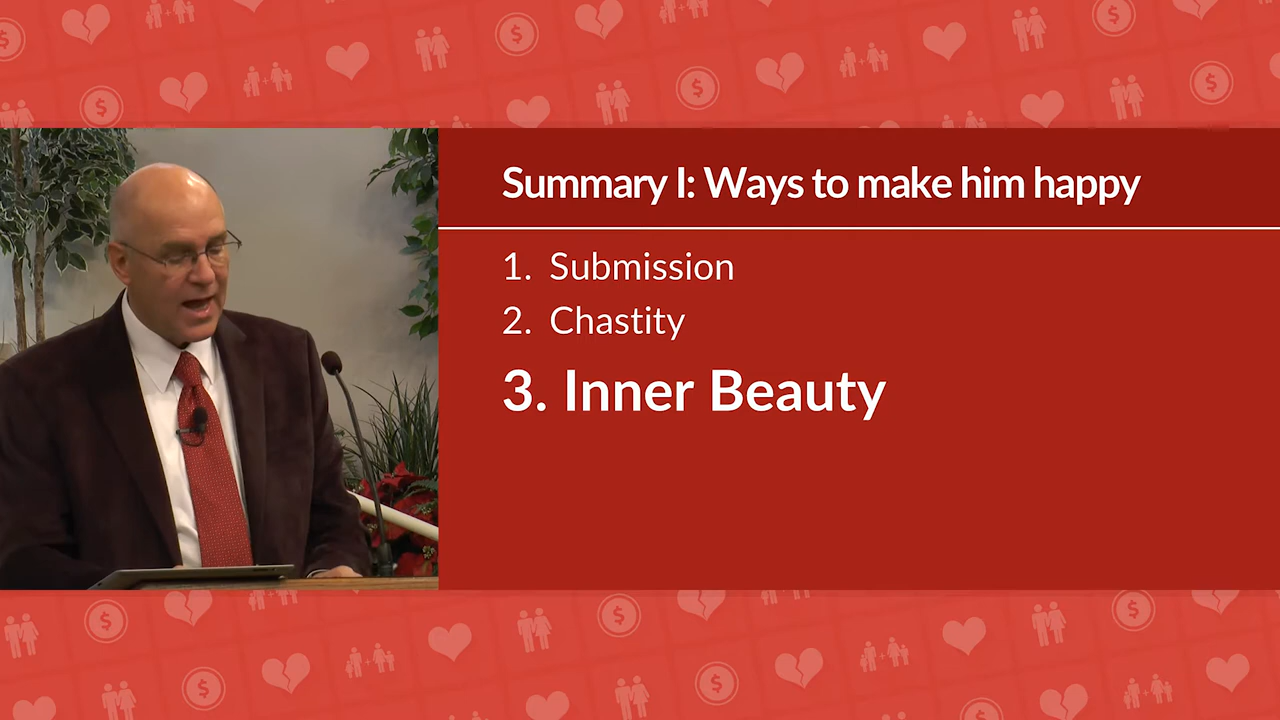 Summary I: Ways to make him happy
1. Submission
2. Chastity
3. Inner Beauty